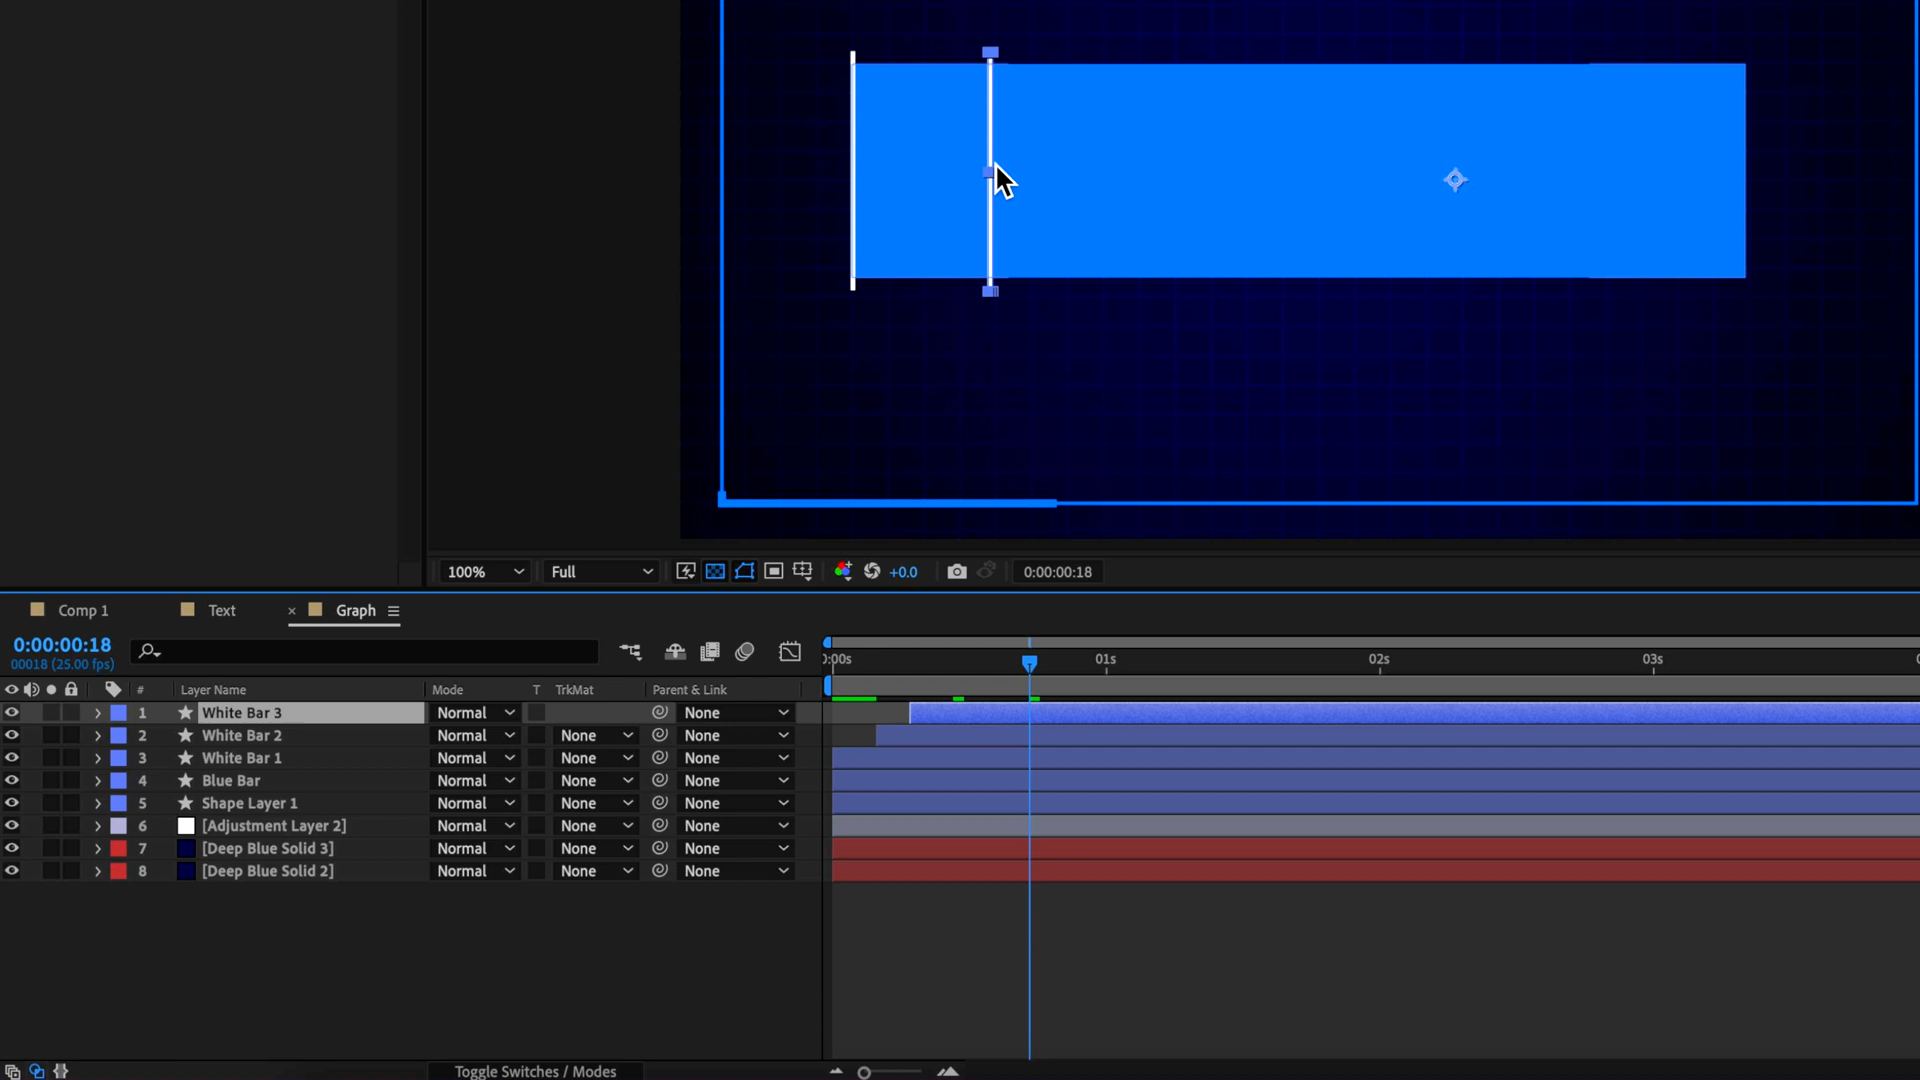 100% Full +0.0 0:00:00:18
Comp 1 Text × Graph
0:00:00:18
00018 (25.00 fps)
0:00s 01s 02s 03s
# Layer Name Mode T TrkMat Parent & Link
1 White Bar 3 Normal None
2 White Bar 2 Normal None None
3 White Bar 1 Normal None None
4 Blue Bar Normal None None
5 Shape Layer 1 Normal None None
6 [Adjustment Layer 2] Normal None None
7 [Deep Blue Solid 3] Normal None None
8 [Deep Blue Solid 2] Normal None None
Toggle Switches / Modes